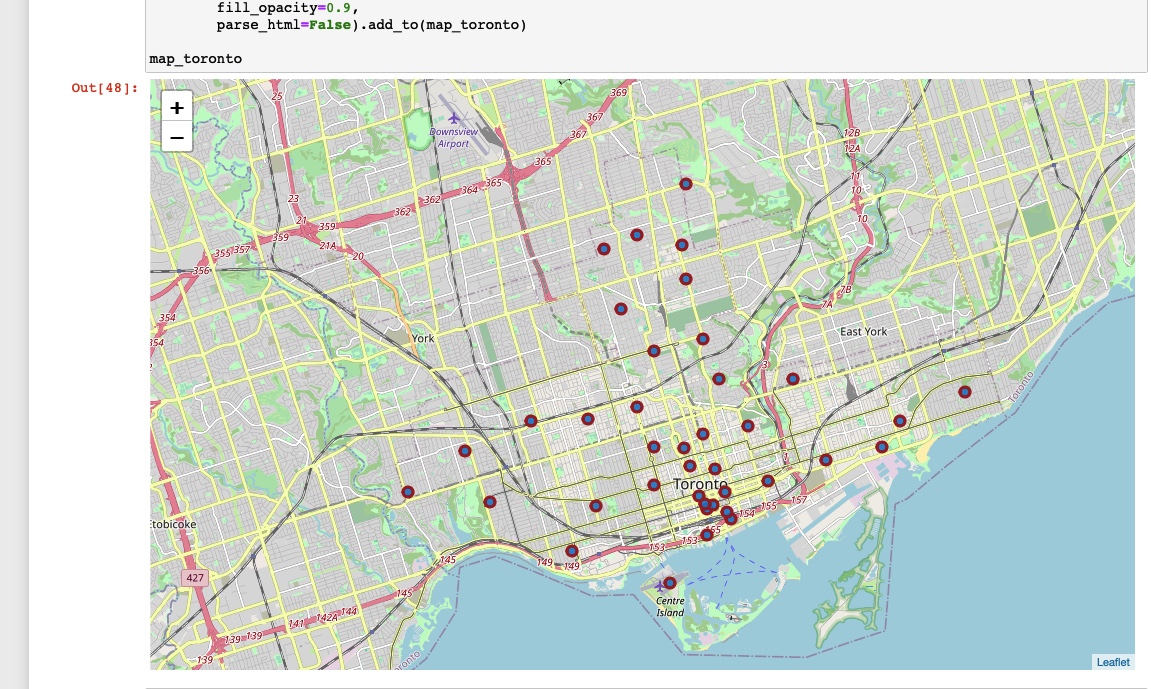 fill_opacity=0.9,
parse_html=False).add_to(map_toronto)
map_toronto
Out[48]:
+
−
25
369
367
367
Downsview
Airport
12B
12A
365
365
364
11
10
362
362
23
10
21
359
359
21A
357
355
20
356
7B
7A
354
354
York
East York
3
Toronto
Toronto
157
155
154
Etobicoke
155
153
153
145
149
149
427
145
Centre
Island
144
142A
141
139
139
139
Toronto
Leaflet